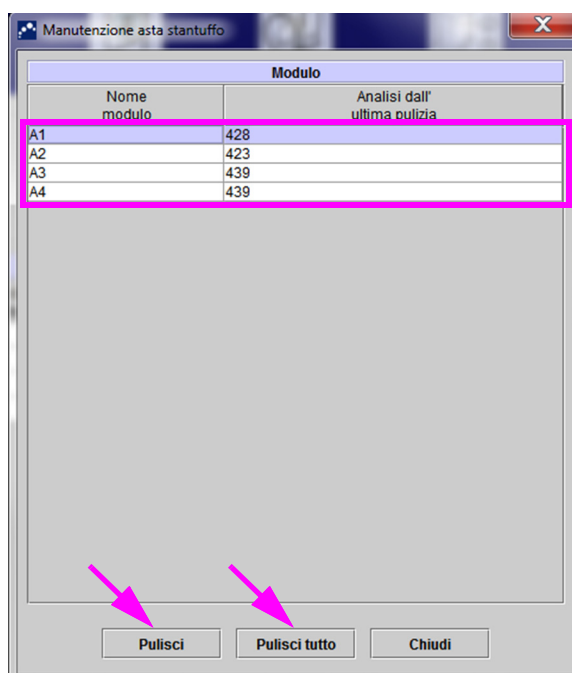 Manutenzione asta stantuffo
Modulo
Nome modulo
Analisi dall' ultima pulizia
A1 428
A2 423
A3 439
A4 439
Pulisci Pulisci tutto Chiudi